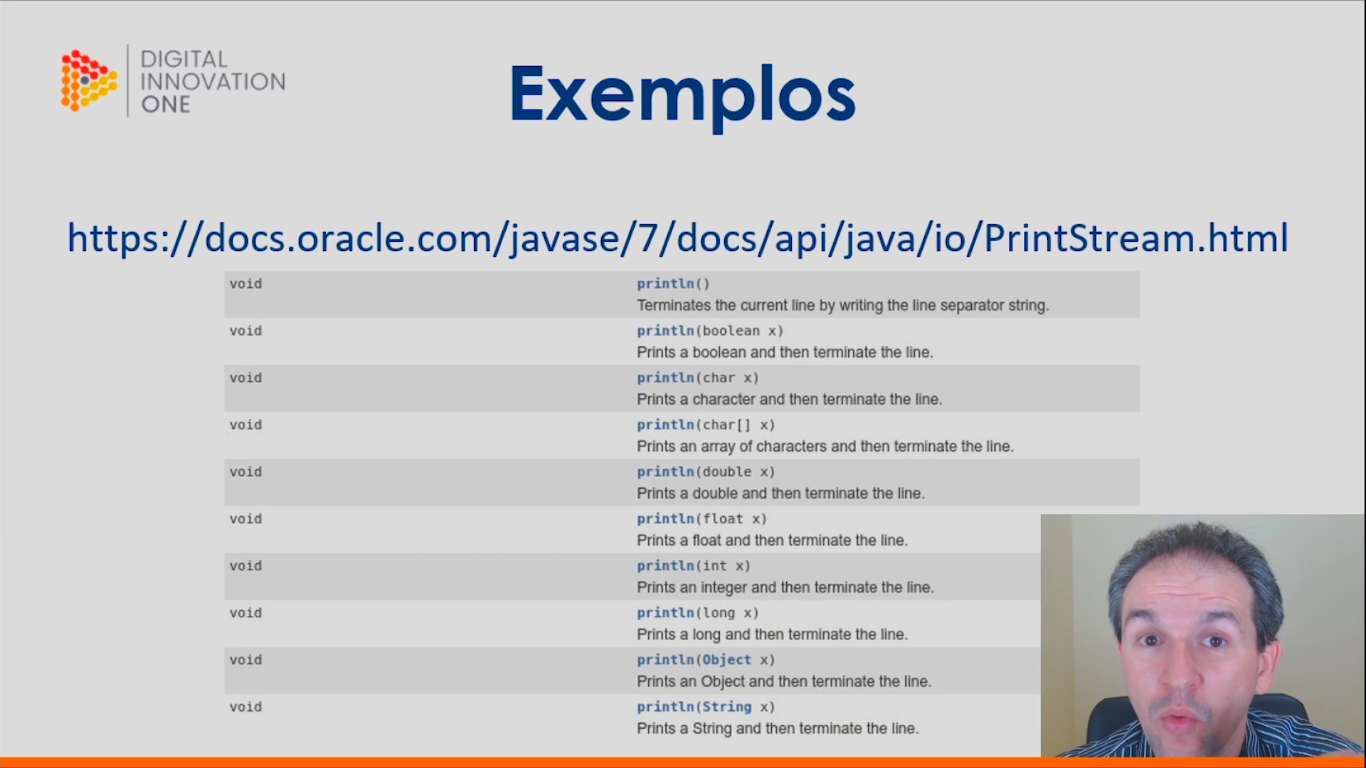 DIGITAL
INNOVATION
ONE
Exemplos
https://docs.oracle.com/javase/7/docs/api/java/io/PrintStream.html
void println()
Terminates the current line by writing the line separator string.
void println(boolean x)
Prints a boolean and then terminate the line.
void println(char x)
Prints a character and then terminate the line.
void println(char[] x)
Prints an array of characters and then terminate the line.
void println(double x)
Prints a double and then terminate the line.
void println(float x)
Prints a float and then terminate the line.
void println(int x)
Prints an integer and then terminate the line.
void println(long x)
Prints a long and then terminate the line.
void println(Object x)
Prints an Object and then terminate the line.
void println(String x)
Prints a String and then terminate the line.